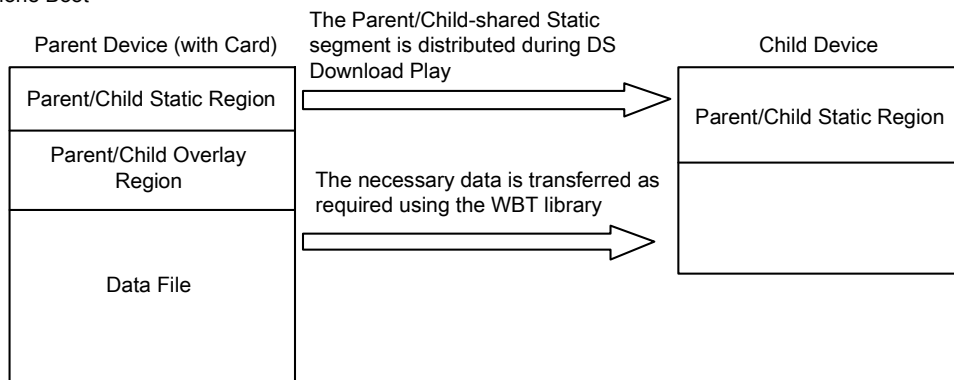 The Parent/Child-shared Static
segment is distributed during DS
Download Play
Parent Device (with Card)
Child Device
Parent/Child Static Region
Parent/Child Static Region
Parent/Child Overlay
Region
The necessary data is transferred as
required using the WBT library
Data File